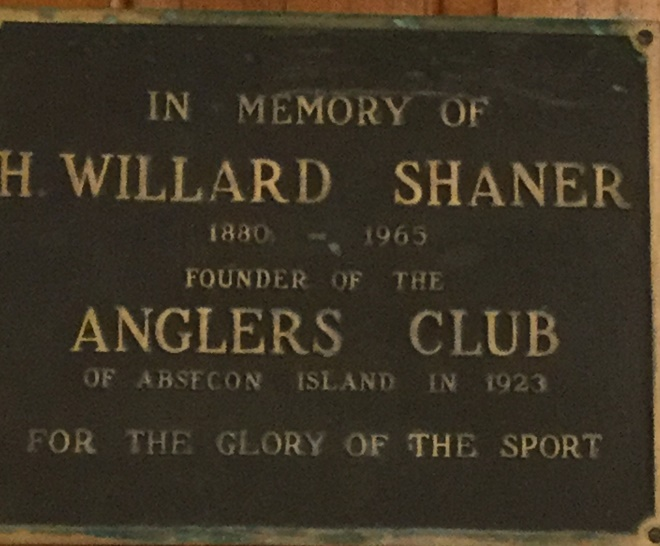 IN MEMORY OF
H. WILLARD SHANER
1880 - 1965
FOUNDER OF THE
ANGLERS CLUB
OF ABSECON ISLAND IN 1923
FOR THE GLORY OF THE SPORT